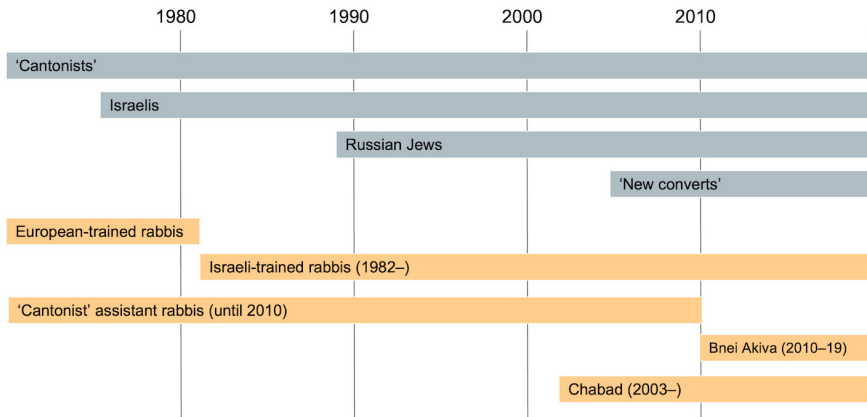 1980 1990 2000 2010
‘Cantonists’
Israelis
Russian Jews
‘New converts’
European-trained rabbis
Israeli-trained rabbis (1982–)
‘Cantonist’ assistant rabbis (until 2010)
Bnei Akiva (2010–19)
Chabad (2003–)